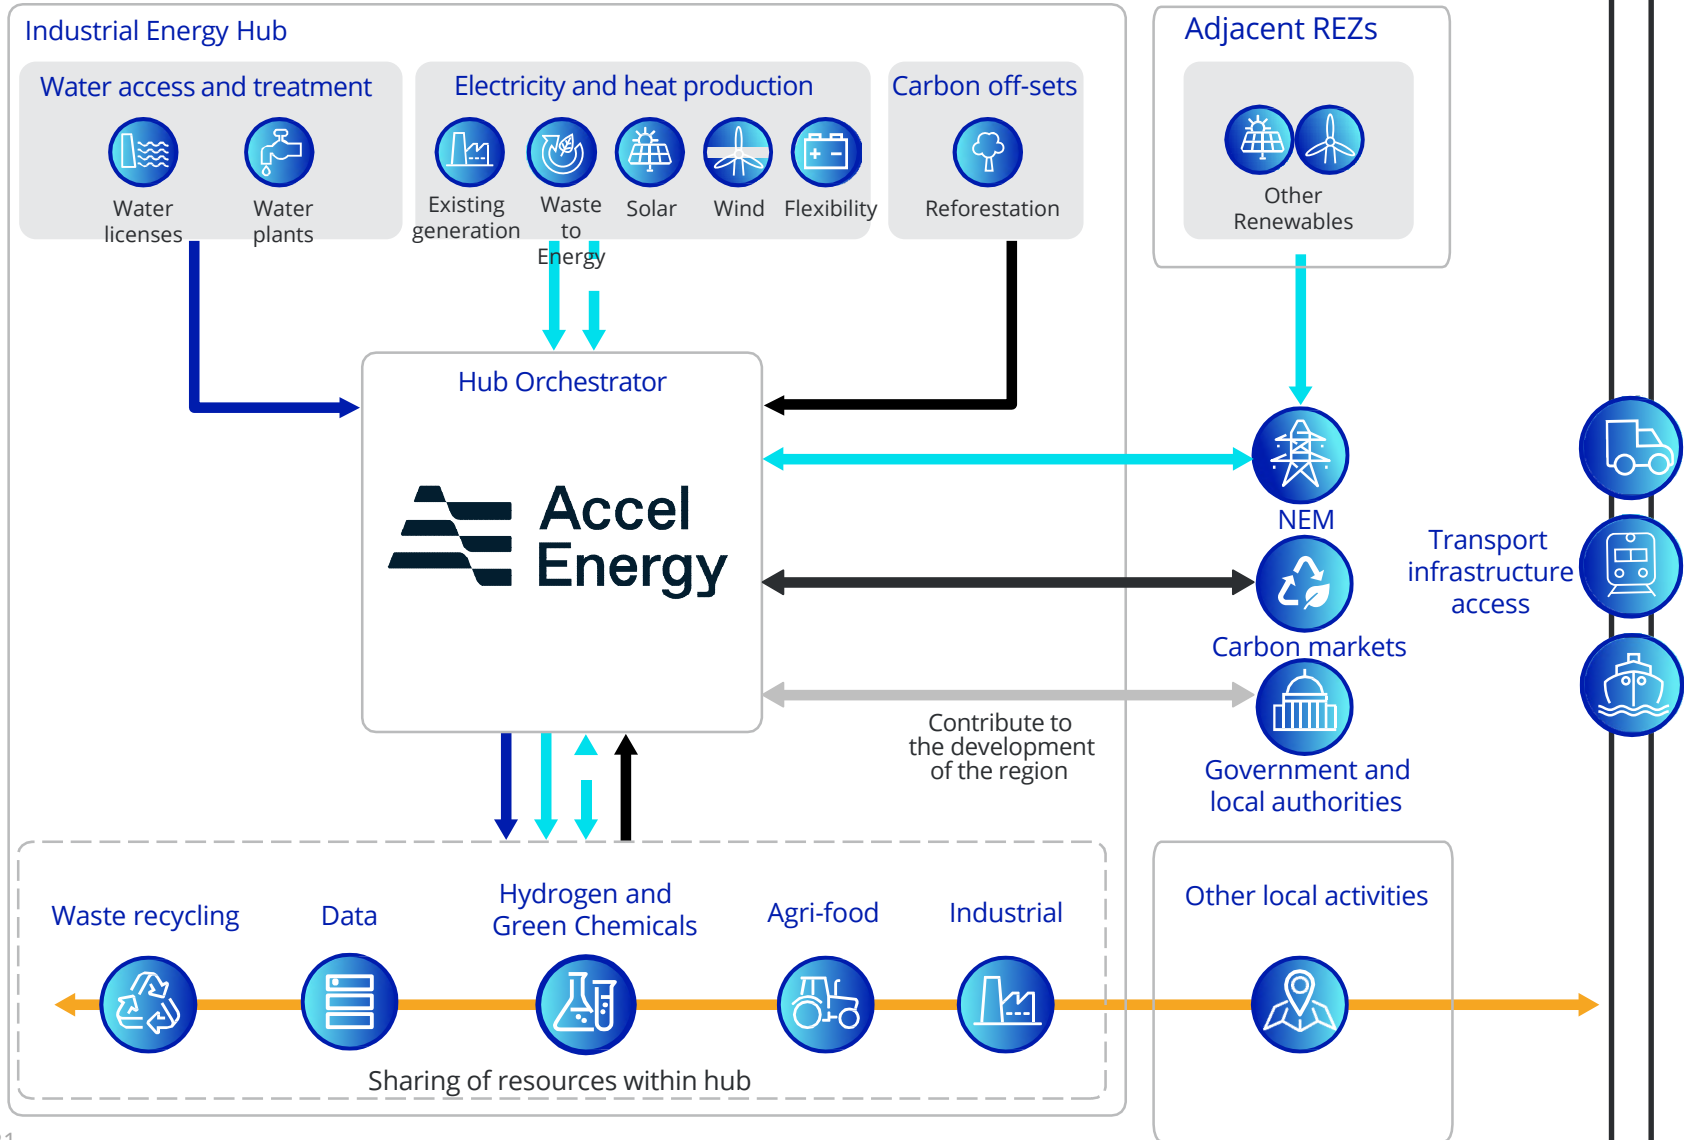 Industrial Energy Hub
Water access and treatment
Water
licenses
Water
plants
Electricity and heat production
Existing
generation
Waste
to
Energy
Solar
Wind
Flexibility
Carbon off-sets
Reforestation
Adjacent REZs
Other
Renewables
Hub Orchestrator
Accel
Energy
NEM
Carbon markets
Contribute to
the development
of the region
Government and
local authorities
Transport
infrastructure
access
Waste recycling
Data
Hydrogen and
Green Chemicals
Agri-food
Industrial
Sharing of resources within hub
Other local activities